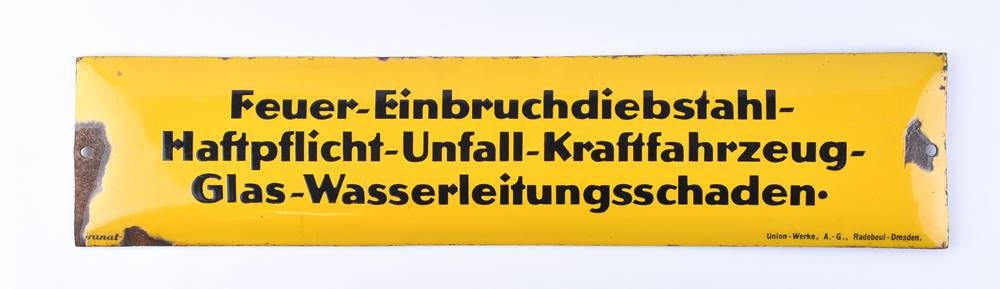 Feuer-Einbruchdiebstahl-
Haftpflicht-Unfall-Kraftfahrzeug-
Glas-Wasserleitungsschaden·
Union-Werke, A.-G., Radebeul-Dresden.